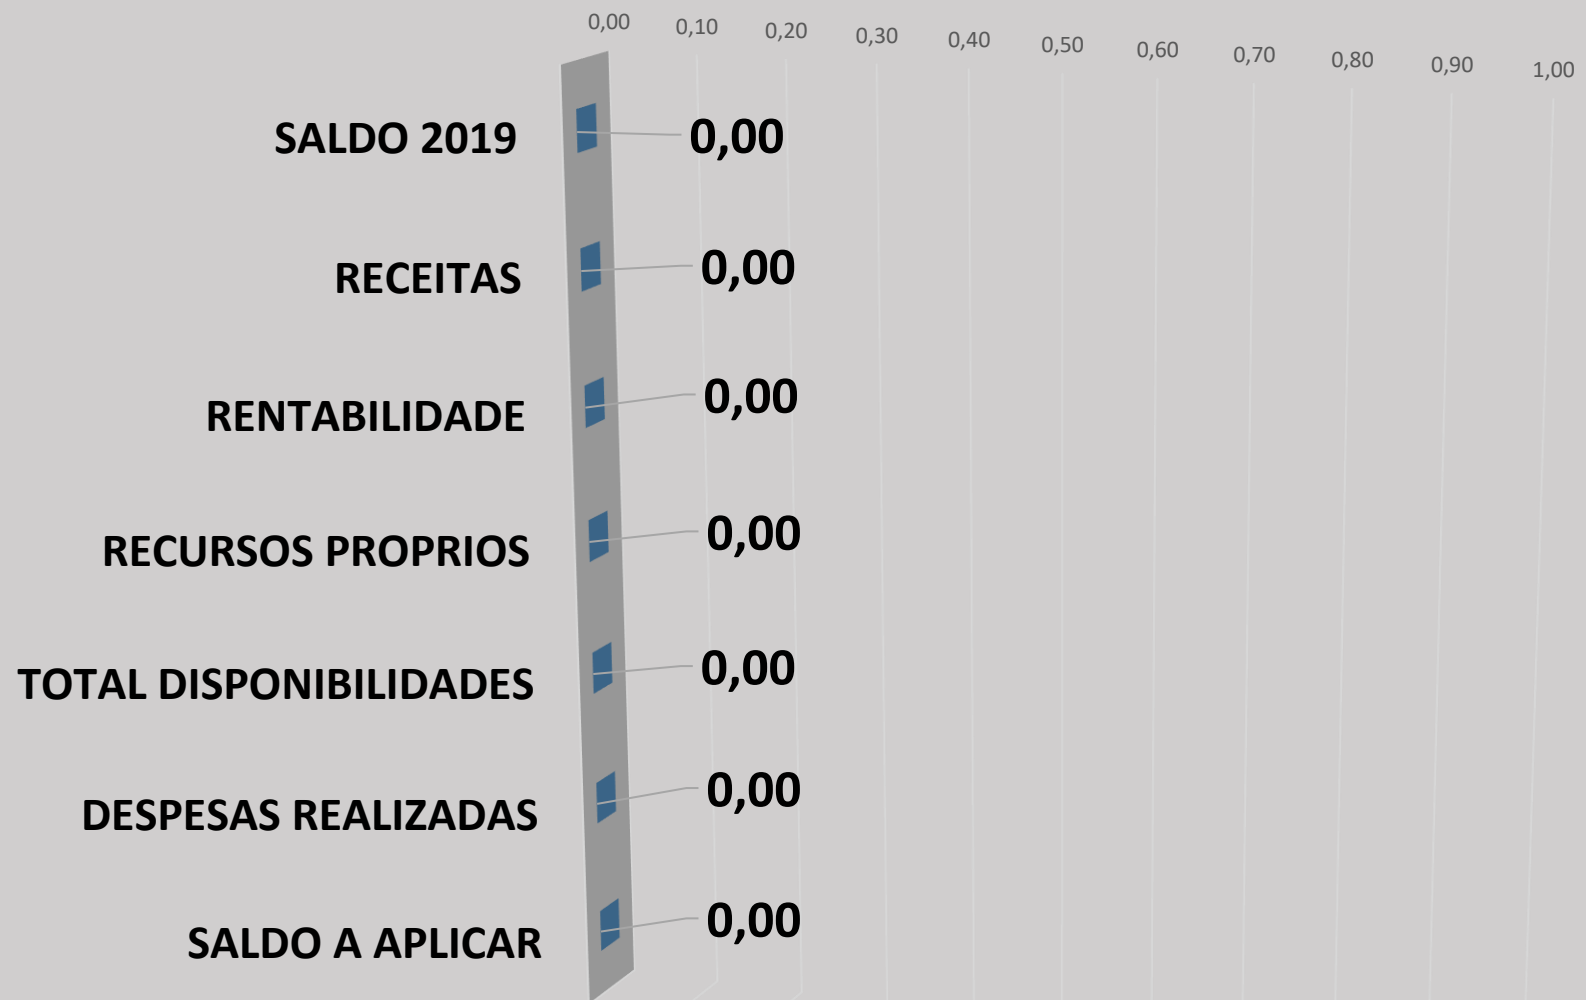 0,00 0,10 0,20 0,30 0,40 0,50 0,60 0,70 0,80 0,90 1,00
SALDO 2019 0,00
RECEITAS 0,00
RENTABILIDADE 0,00
RECURSOS PROPRIOS 0,00
TOTAL DISPONIBILIDADES 0,00
DESPESAS REALIZADAS 0,00
SALDO A APLICAR 0,00